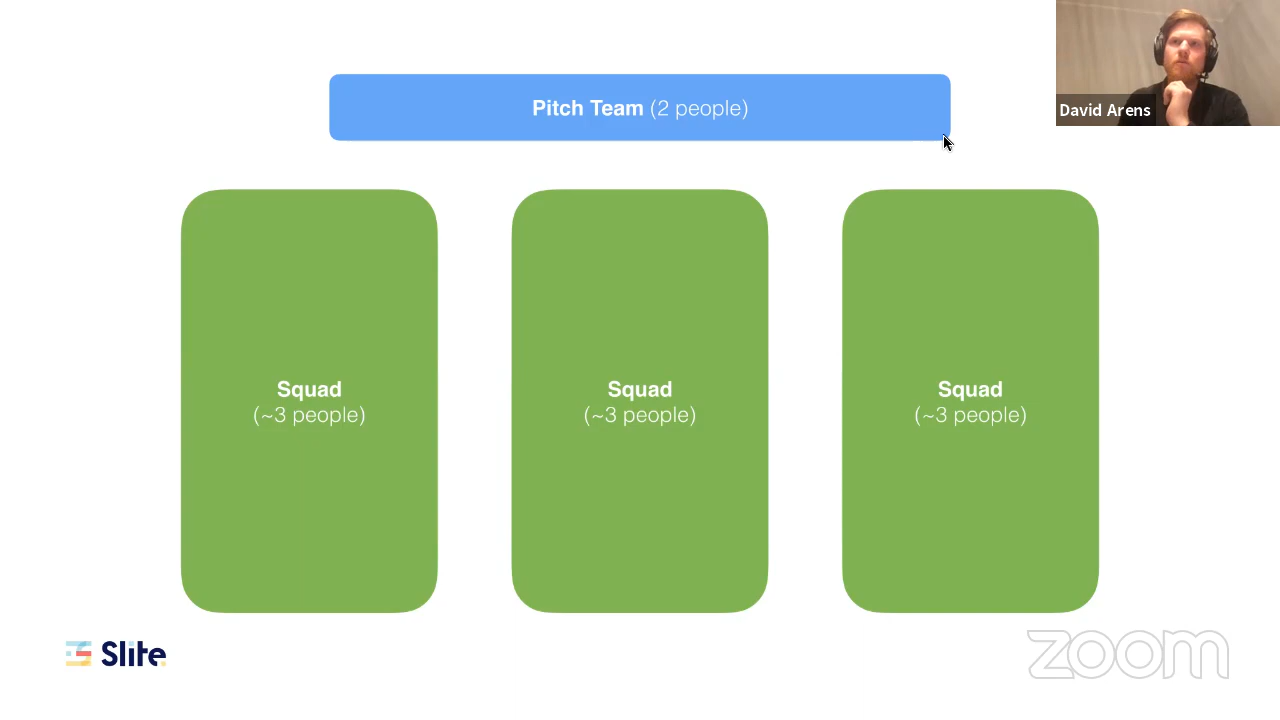 Pitch Team (2 people)
David Arens
Squad
(~3 people)
Squad
(~3 people)
Squad
(~3 people)
Slite.
zoom